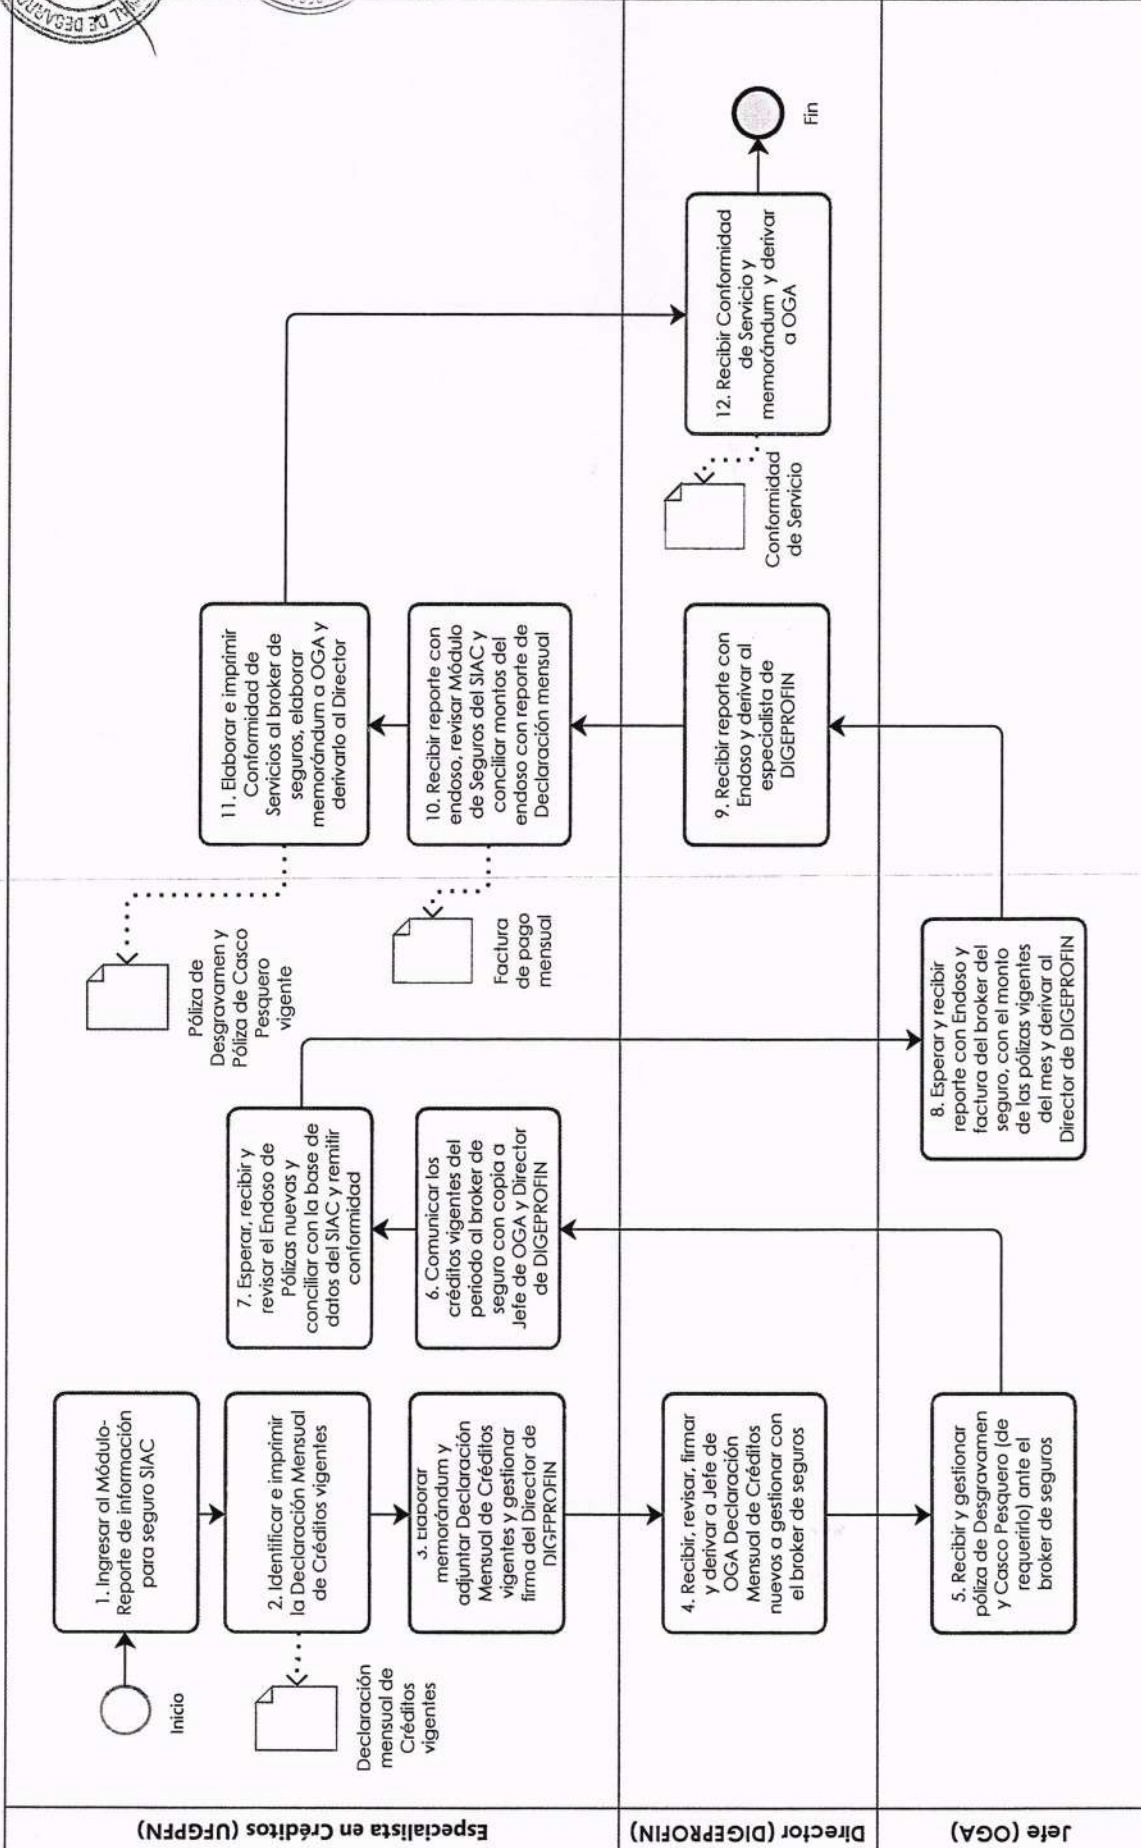 Especialista en Créditos (UFGPFN)
Inicio
1. Ingresar al Módulo-
Reporte de información
para seguro SIAC
2. Identificar e imprimir
la Declaración Mensual
de Créditos vigentes
Declaración
mensual de
Créditos
vigentes
3. Elaborar
memorándum y
adjuntar Declaración
Mensual de Créditos
vigentes y gestionar
firma del Director de
DIGEPROFIN
7. Esperar, recibir y
revisar el Endoso de
Pólizas nuevas y
conciliar con la base de
datos del SIAC y remitir
conformidad
6. Comunicar los
créditos vigentes del
periodo al broker de
seguro con copia a
Jefe de OGA y Director
de DIGEPROFIN
Póliza de
Desgravamen y
Póliza de Casco
Pesquero
vigente
Factura
de pago
mensual
11. Elaborar e imprimir
Conformidad de
Servicios al broker de
seguros, elaborar
memorándum a OGA y
derivarlo al Director
10. Recibir reporte con
endoso, revisar Módulo
de Seguros del SIAC y
conciliar montos del
endoso con reporte de
Declaración mensual
Director (DIGEPROFIN)
4. Recibir, revisar, firmar
y derivar a Jefe de
OGA Declaración
Mensual de Créditos
nuevos a gestionar con
el broker de seguros
9. Recibir reporte con
Endoso y derivar al
especialista de
DIGEPROFIN
Conformidad
de Servicio
12. Recibir Conformidad
de Servicio y
memorándum y derivar
a OGA
Fin
Jefe (OGA)
5. Recibir y gestionar
póliza de Desgravamen
y Casco Pesquero (de
requerirlo) ante el
broker de seguros
8. Esperar y recibir
reporte con Endoso y
factura del broker del
seguro, con el monto
de las pólizas vigentes
del mes y derivar al
Director de DIGEPROFIN
DE DESARR